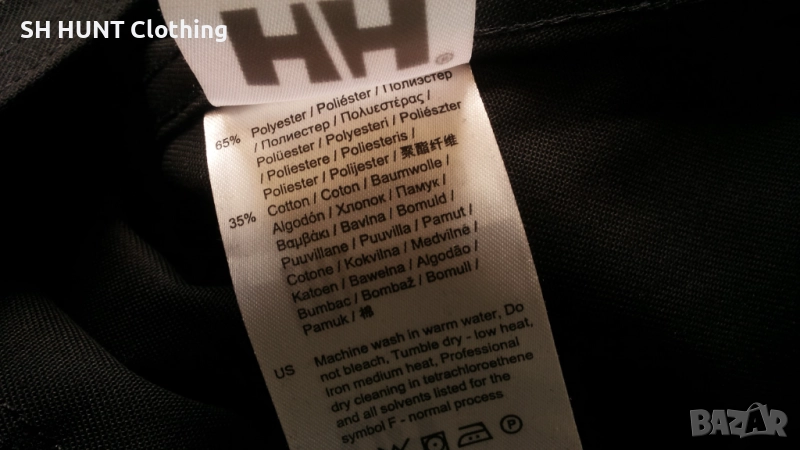 SH HUNT Clothing
HH
®
65% Polyester / Poliéster / Полиэстер
/ Полиестер / Πολυεστέρας /
Polüester / Polyesteri / Poliészter
/ Poliestere / Poliesteris /
Poliester / Polijester / 聚酯纤维
35% Cotton / Coton / Baumwolle /
Algodón / Хлопок / Памук /
Βαμβάκι / Bavlna / Bomuld /
Puuvillane / Puuvilla / Pamut /
Cotone / Kokvilna / Medvilné /
Katoen / Bawełna / Algodão /
Bumbac / Bombaž / Bomull /
Pamuk / 棉
US Machine wash in warm water, Do
not bleach, Tumble dry - low heat,
Iron medium heat, Professional
dry cleaning in tetrachloroethene
and all solvents listed for the
symbol F - normal process
P
BAZAR